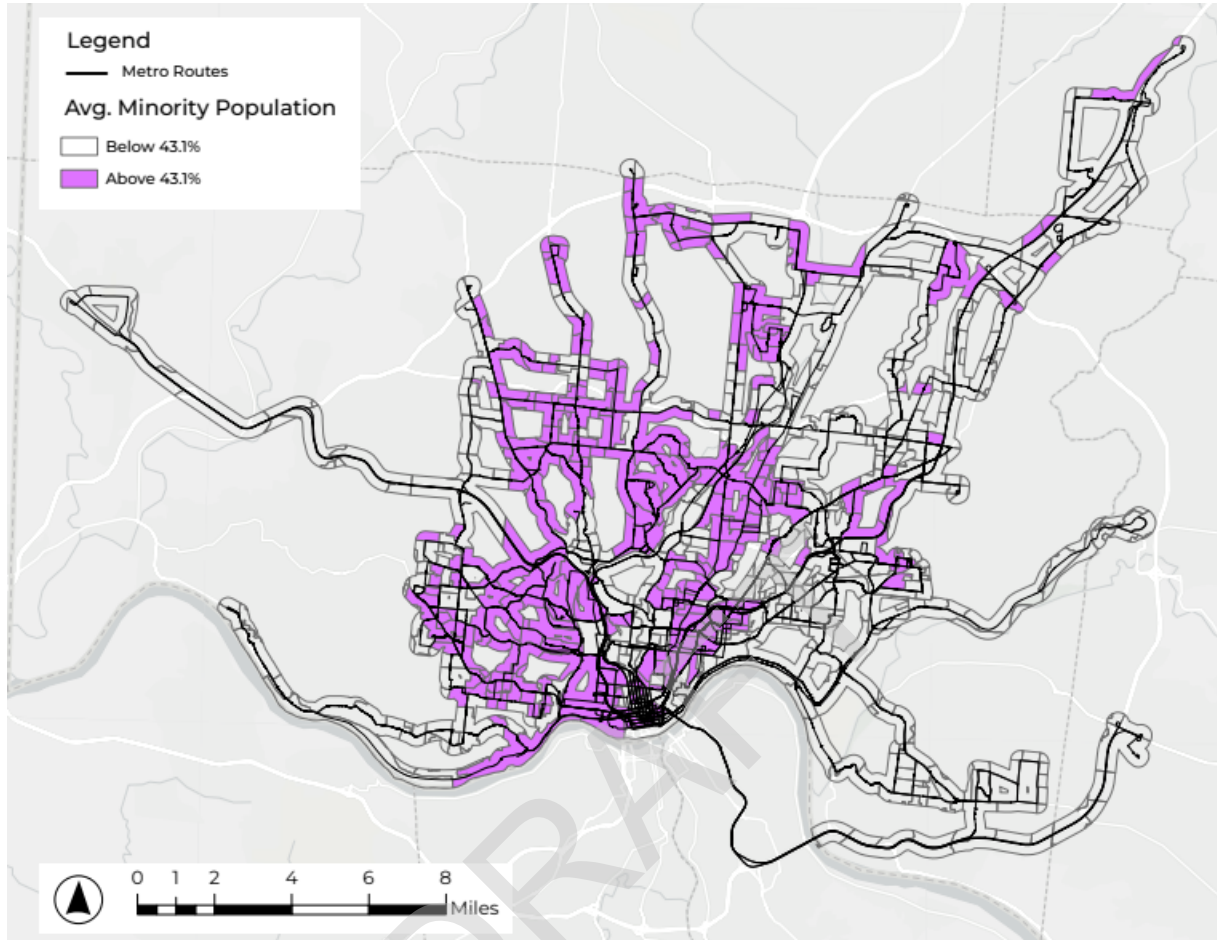 Legend
Metro Routes
Avg. Minority Population
Below 43.1%
Above 43.1%
0 1 2 4 6 8
Miles
DRAFT